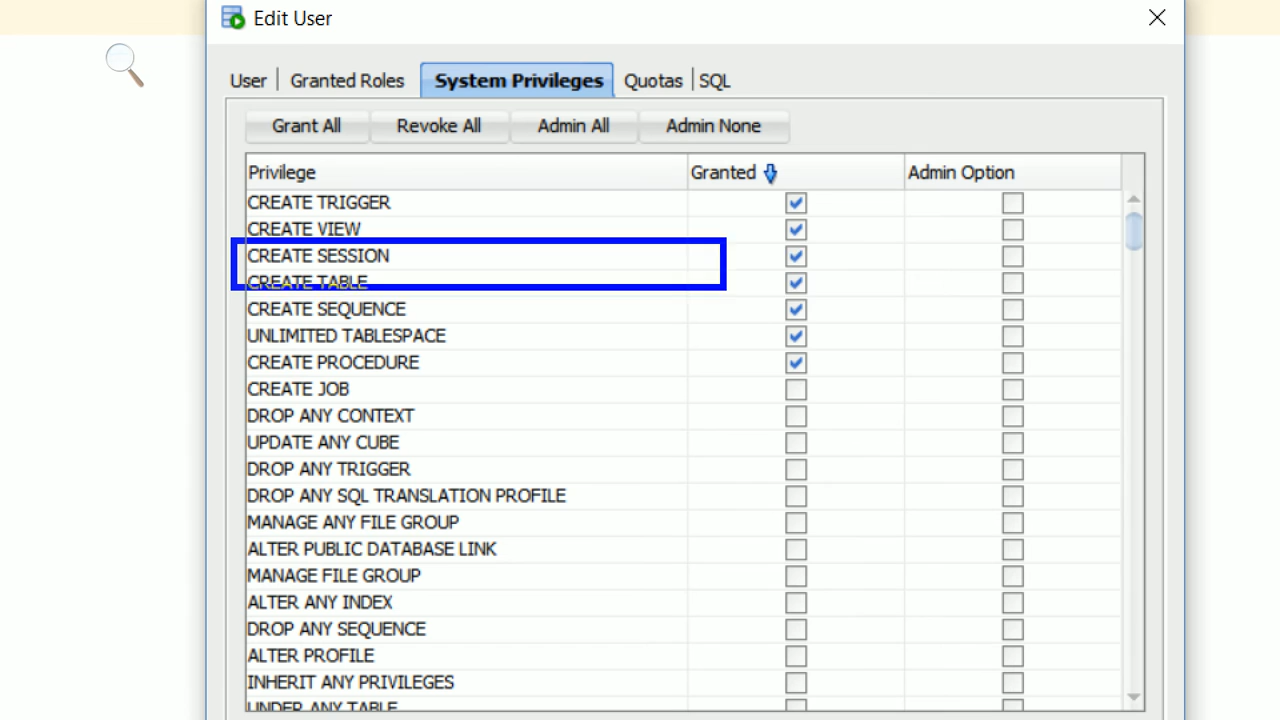 Edit User
User Granted Roles System Privileges Quotas SQL
Grant All Revoke All Admin All Admin None
Privilege Granted Admin Option
CREATE TRIGGER
CREATE VIEW
CREATE SESSION
CREATE TABLE
CREATE SEQUENCE
UNLIMITED TABLESPACE
CREATE PROCEDURE
CREATE JOB
DROP ANY CONTEXT
UPDATE ANY CUBE
DROP ANY TRIGGER
DROP ANY SQL TRANSLATION PROFILE
MANAGE ANY FILE GROUP
ALTER PUBLIC DATABASE LINK
MANAGE FILE GROUP
ALTER ANY INDEX
DROP ANY SEQUENCE
ALTER PROFILE
INHERIT ANY PRIVILEGES
UNDER ANY TABLE